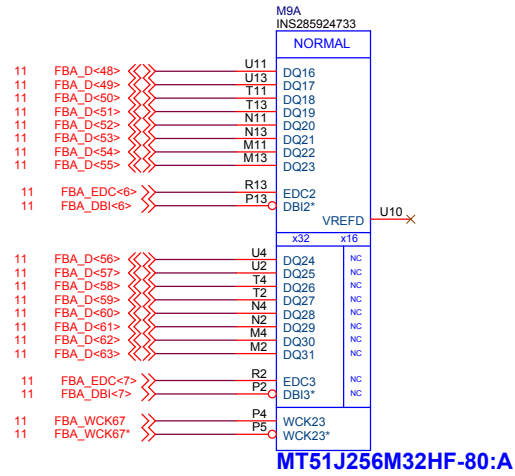 M9A
INS285924733
NORMAL
11 FBA_D<48> U11 DQ16
11 FBA_D<49> U13 DQ17
11 FBA_D<50> T11 DQ18
11 FBA_D<51> T13 DQ19
11 FBA_D<52> N11 DQ20
11 FBA_D<53> N13 DQ21
11 FBA_D<54> M11 DQ22
11 FBA_D<55> M13 DQ23
11 FBA_EDC<6> R13 EDC2
11 FBA_DBI<6> P13 DBI2*
VREFD U10
x32 x16
11 FBA_D<56> U4 DQ24 NC
11 FBA_D<57> U2 DQ25 NC
11 FBA_D<58> T4 DQ26 NC
11 FBA_D<59> T2 DQ27 NC
11 FBA_D<60> N4 DQ28 NC
11 FBA_D<61> N2 DQ29 NC
11 FBA_D<62> M4 DQ30 NC
11 FBA_D<63> M2 DQ31 NC
11 FBA_EDC<7> R2 EDC3 NC
11 FBA_DBI<7> P2 DBI3* NC
11 FBA_WCK67 P4 WCK23
11 FBA_WCK67* P5 WCK23*
MT51J256M32HF-80:A